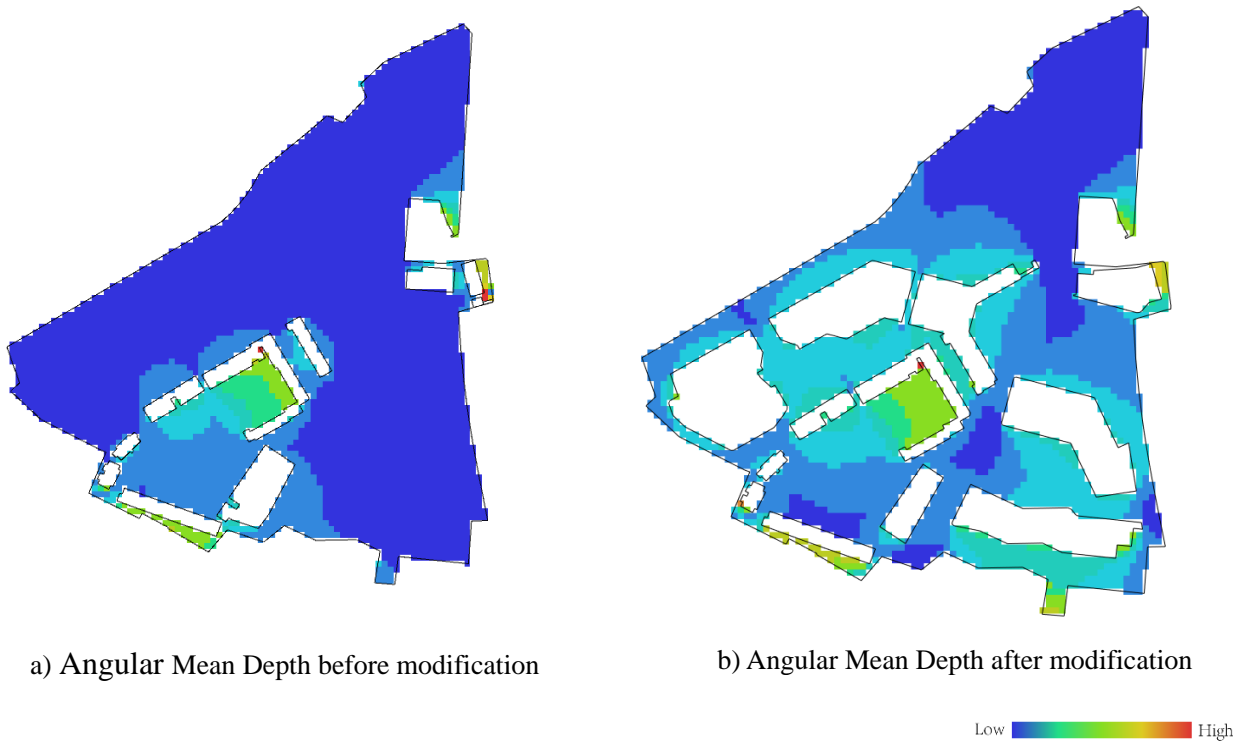 a) Angular Mean Depth before modification
b) Angular Mean Depth after modification
Low High